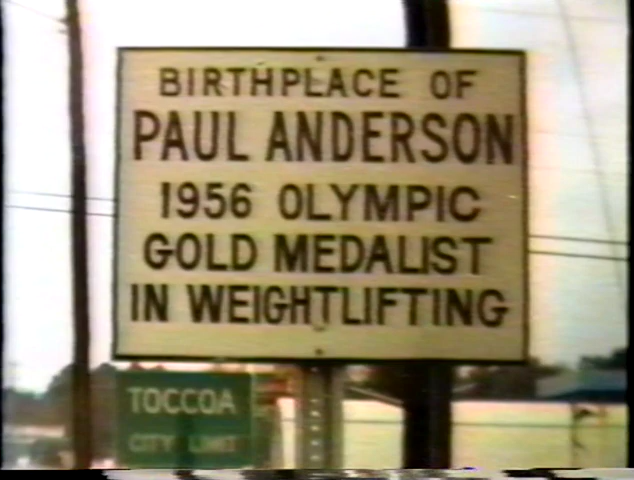 BIRTHPLACE OF
PAUL ANDERSON
1956 OLYMPIC
GOLD MEDALIST
IN WEIGHTLIFTING
TOCCOA
CITY LIMIT